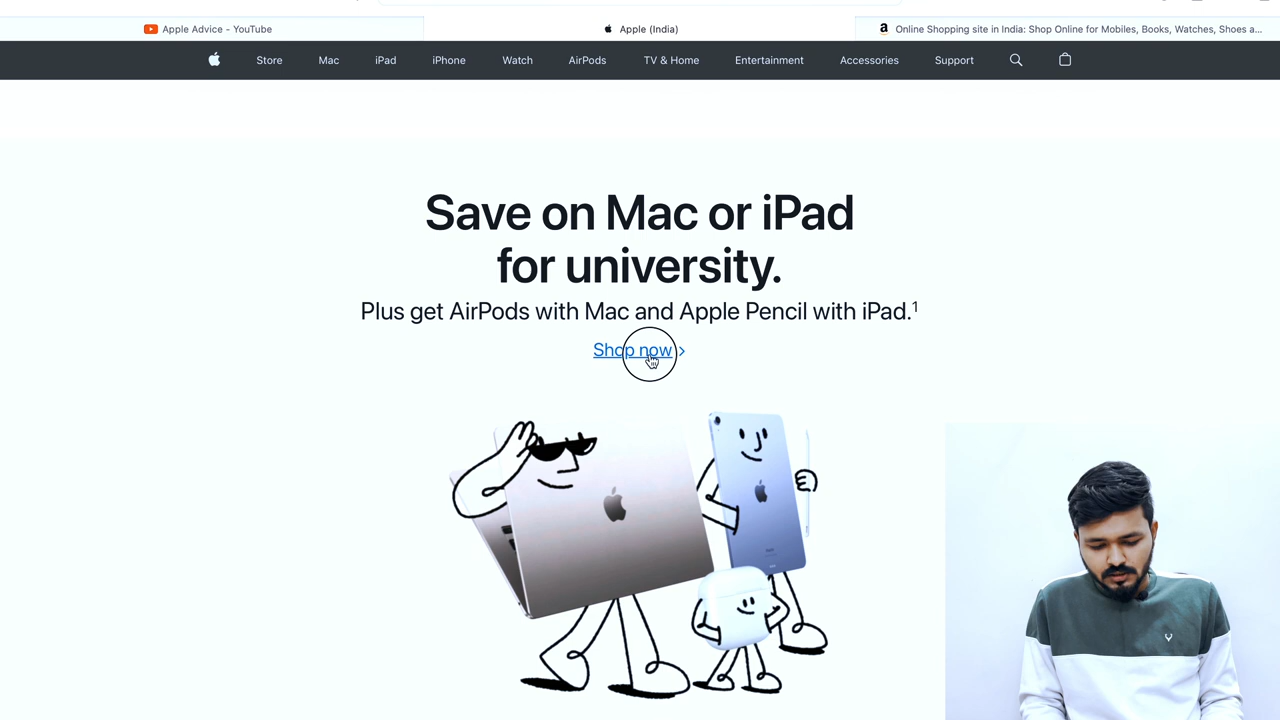 Apple Advice - YouTube
Apple (India)
Online Shopping site in India: Shop Online for Mobiles, Books, Watches, Shoes a...
Store Mac iPad iPhone Watch AirPods TV & Home Entertainment Accessories Support
Save on Mac or iPad
for university.
Plus get AirPods with Mac and Apple Pencil with iPad.¹
Shop now >